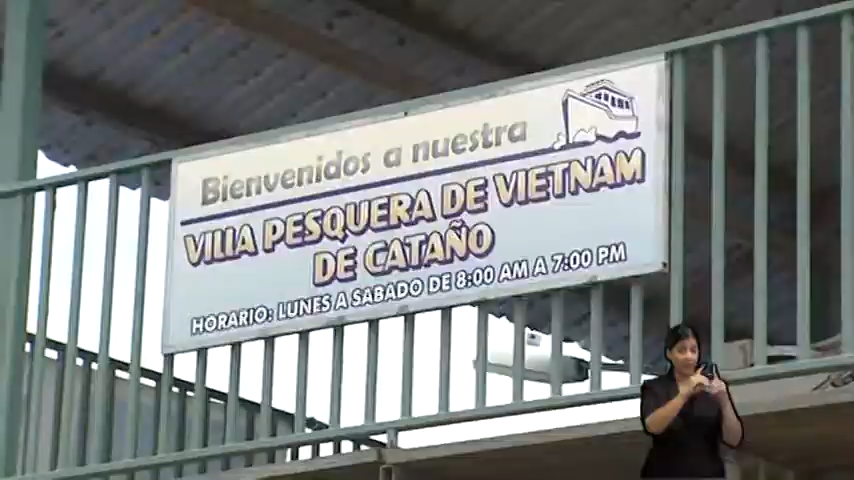 Bienvenidos a nuestra
VILLA PESQUERA DE VIETNAM
DE CATAÑO
HORARIO: LUNES A SABADO DE 8:00 AM A 7:00 PM